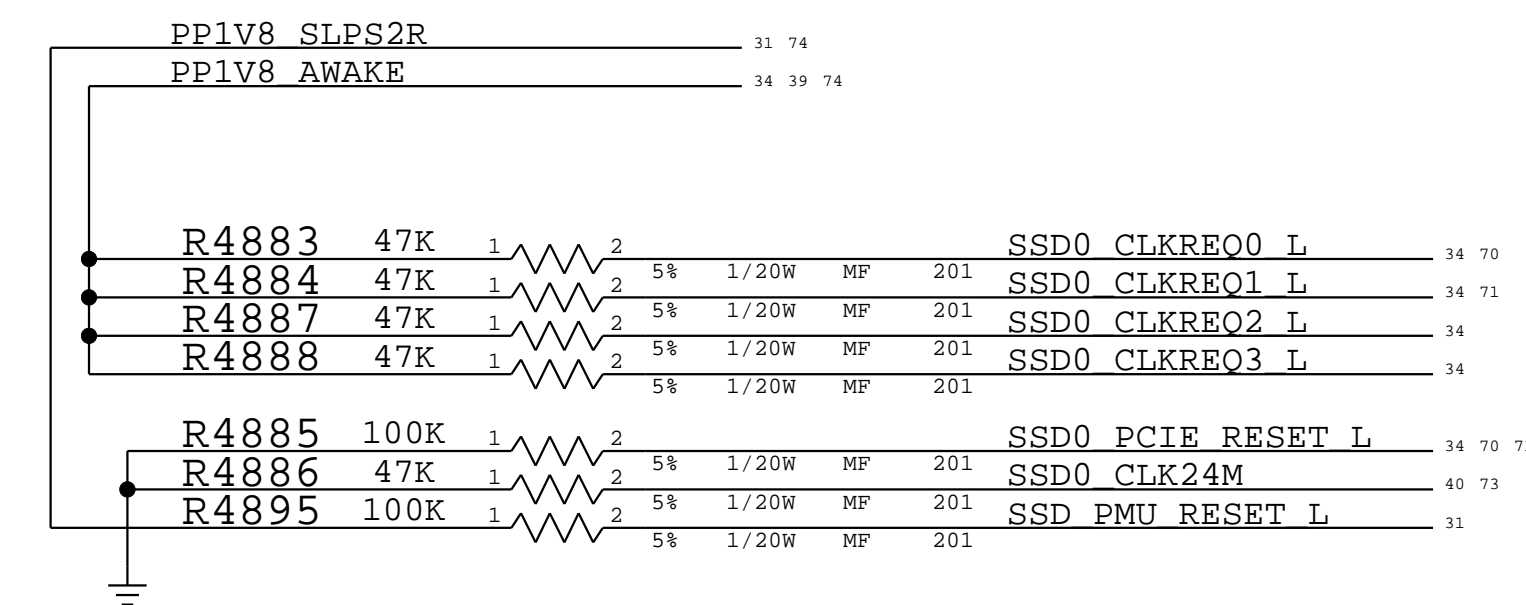 PP1V8_SLPS2R 31 74
PP1V8_AWAKE 34 39 74
R4883 47K 1 2 SSD0_CLKREQ0_L 34 70
5% 1/20W MF 201
R4884 47K 1 2 SSD0_CLKREQ1_L 34 71
5% 1/20W MF 201
R4887 47K 1 2 SSD0_CLKREQ2_L 34
5% 1/20W MF 201
R4888 47K 1 2 SSD0_CLKREQ3_L 34
5% 1/20W MF 201
R4885 100K 1 2 SSD0_PCIE_RESET_L 34 70
5% 1/20W MF 201
R4886 47K 1 2 SSD0_CLK24M 40 73
5% 1/20W MF 201
R4895 100K 1 2 SSD_PMU_RESET_L 31
5% 1/20W MF 201